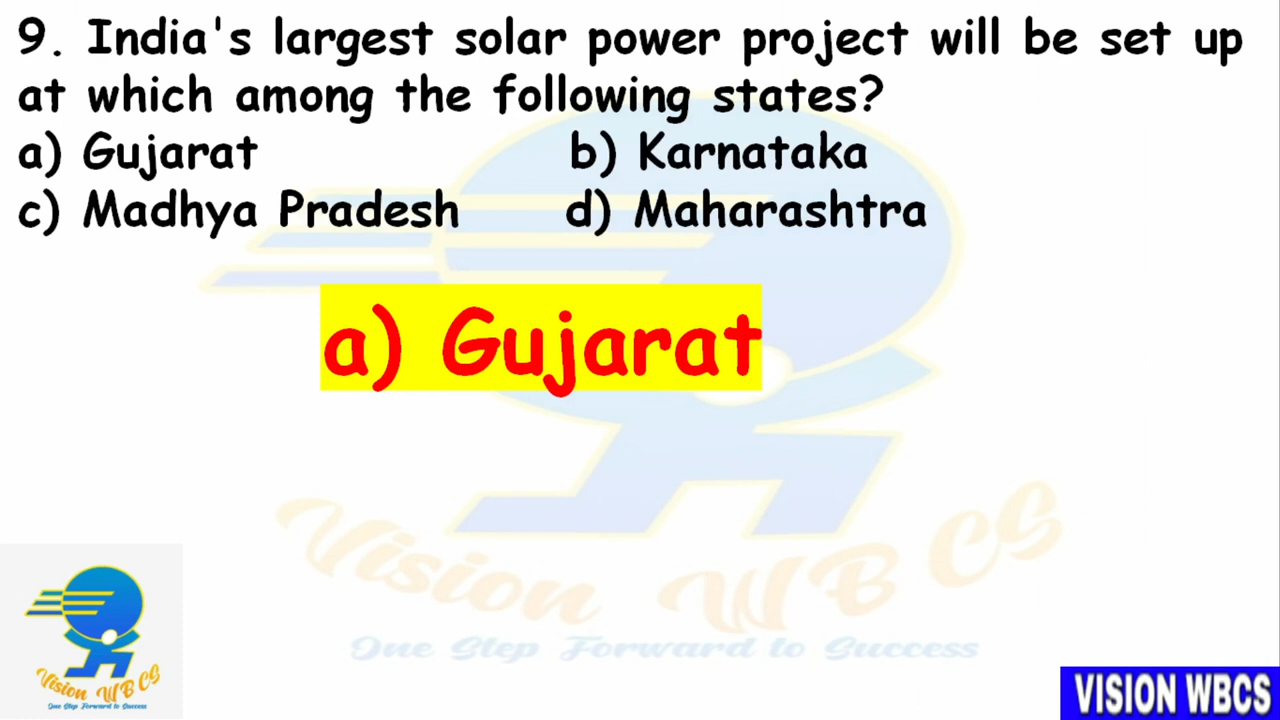 9. India's largest solar power project will be set up
at which among the following states?
a) Gujarat b) Karnataka
c) Madhya Pradesh d) Maharashtra
a) Gujarat
Vision WBCS
One Step Forward to Success
Vision WBCS
One Step Forward to Success
VISION WBCS